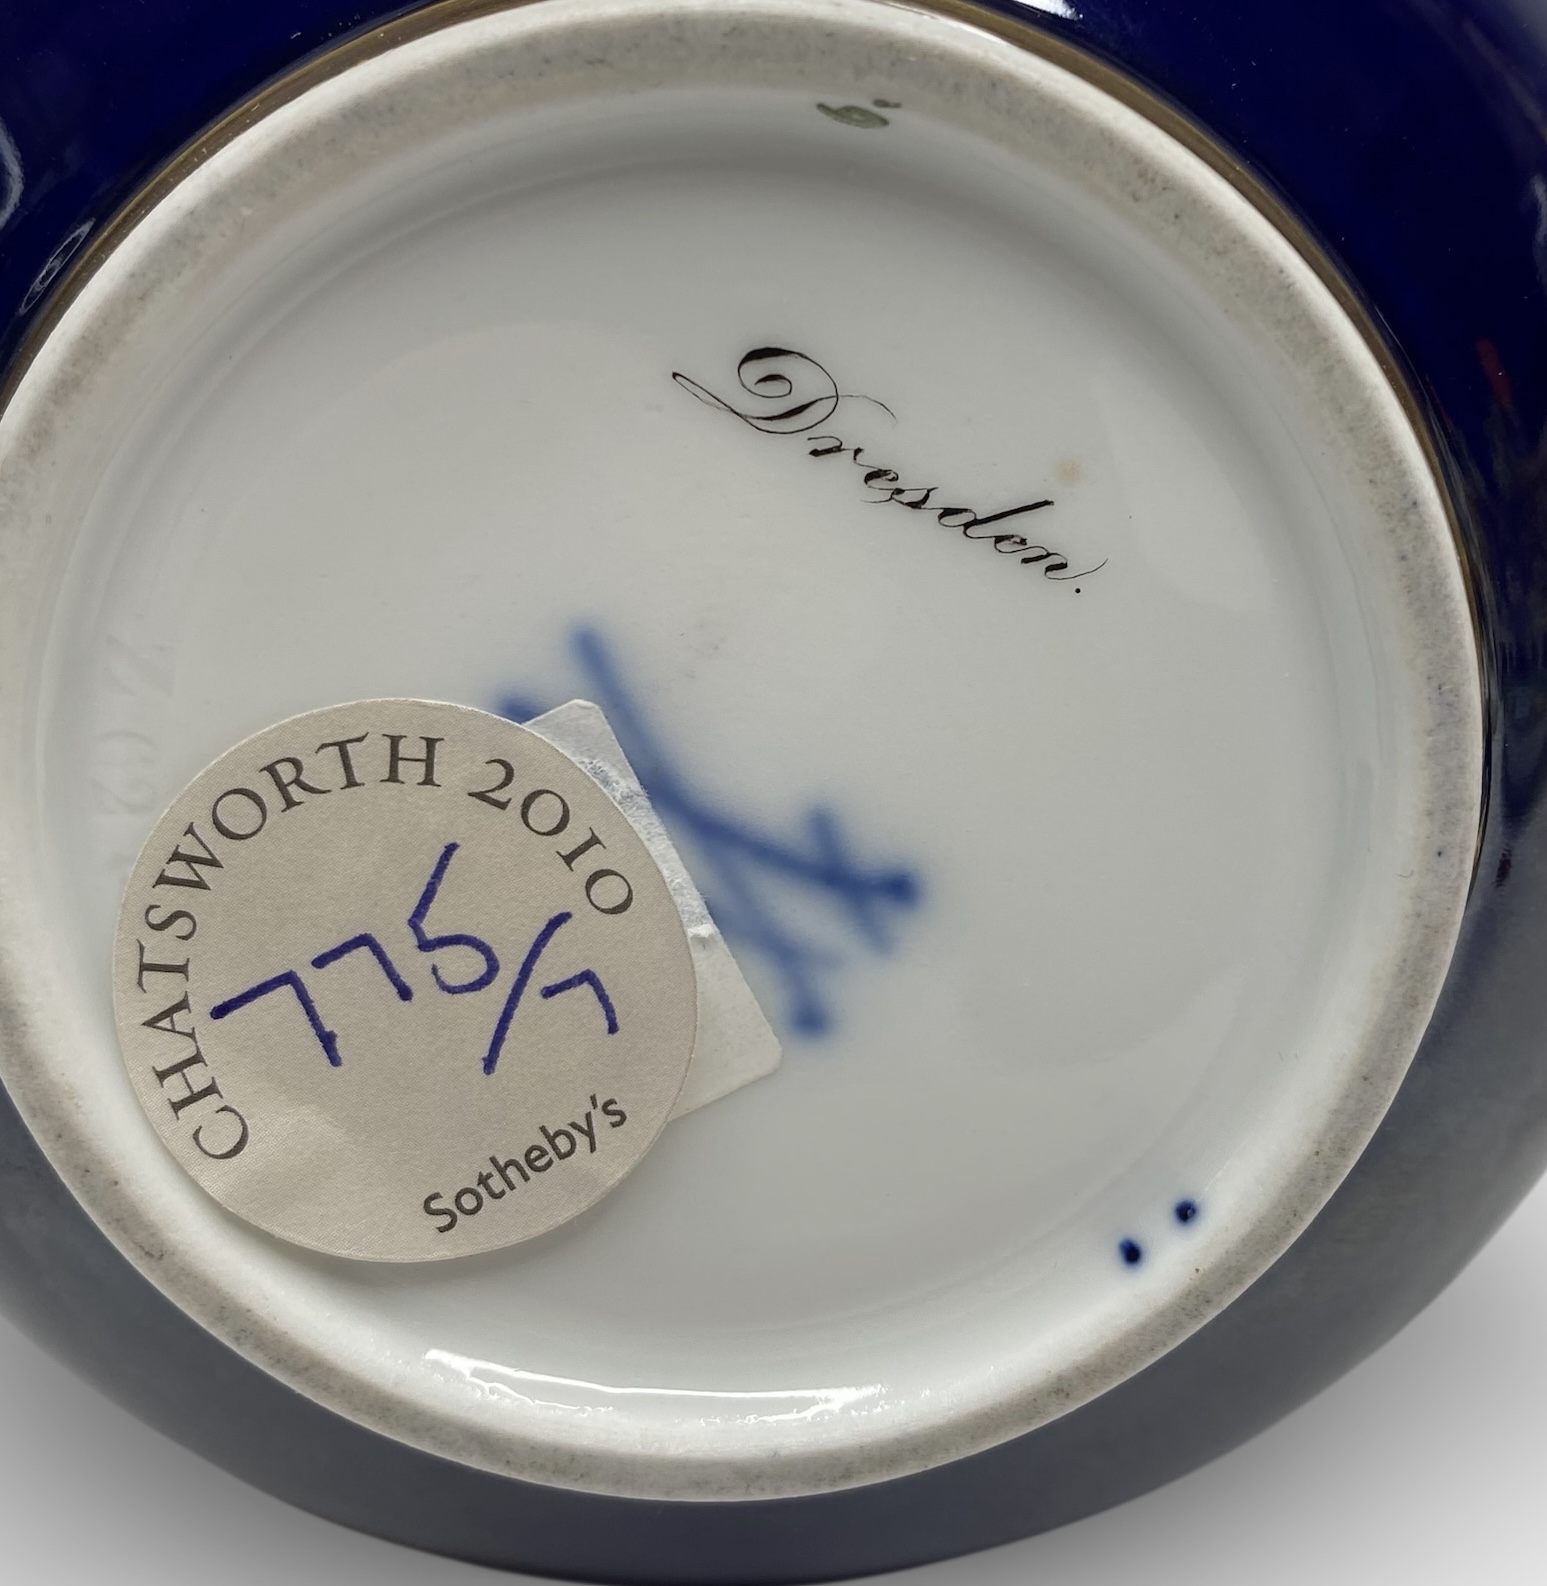 Dresden.
CHATSWORTH 2010
775/7
Sotheby's